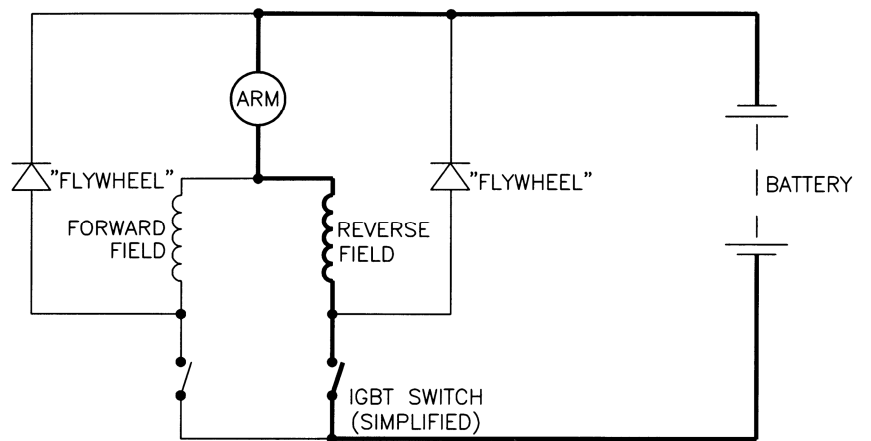 ARM
"FLYWHEEL"
"FLYWHEEL"
BATTERY
FORWARD
FIELD
REVERSE
FIELD
IGBT SWITCH
(SIMPLIFIED)